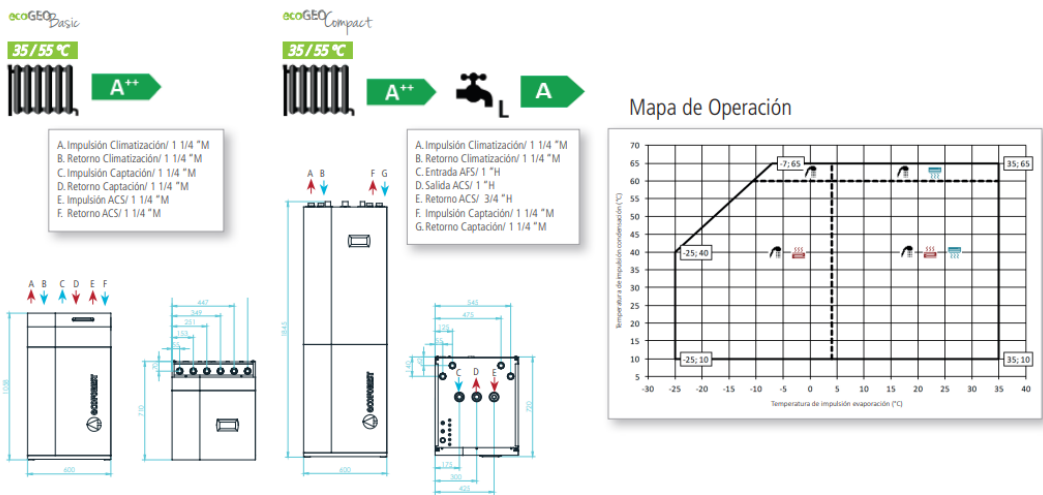 ecoGEO Basic
35 / 55 ºC
A++
A. Impulsión Climatización/ 1 1/4 “M
B. Retorno Climatización/ 1 1/4 “M
C. Impulsión Captación/ 1 1/4 “M
D. Retorno Captación/ 1 1/4 “M
E. Impulsión ACS/ 1 1/4 “M
F. Retorno ACS/ 1 1/4 “M
A B C D E F
600
447
349
251
153
730
ECOFOREST
ecoGEO Compact
35 / 55 ºC
A++
L
A
A. Impulsión Climatización/ 1 1/4 “M
B. Retorno Climatización/ 1 1/4 “M
C. Entrada AFS/ 1 “H
D. Salida ACS/ 1 “H
E. Retorno ACS/ 3/4 “H
F. Impulsión Captación/ 1 1/4 “M
G. Retorno Captación/ 1 1/4 “M
A B F G
1845
ECOFOREST
600
545
475
C D E
720
175
300
425
Mapa de Operación
Temperatura de impulsión condensación (°C)
70
65
60
55
50
45
40
35
30
25
20
15
10
5
-7; 65
35; 65
-25; 40
-25; 10
35; 10
-30 -25 -20 -15 -10 -5 0 5 10 15 20 25 30 35 40
Temperatura de impulsión evaporación (°C)